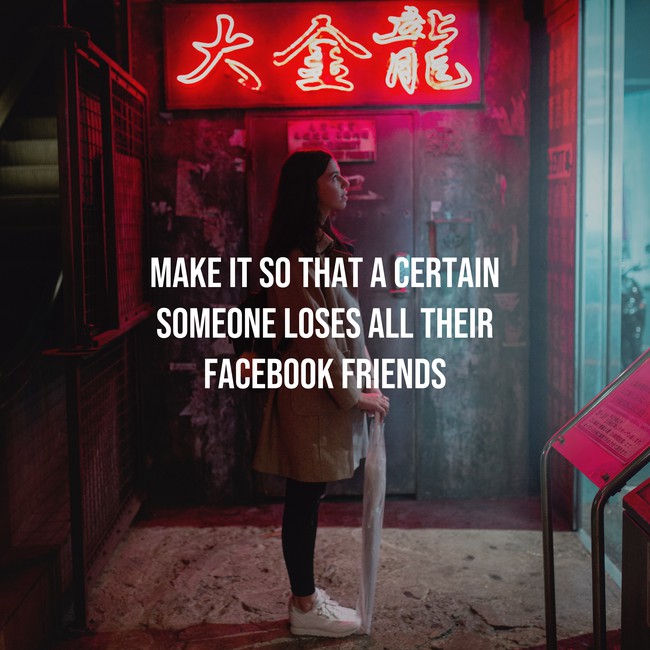 大金龍
MAKE IT SO THAT A CERTAIN
SOMEONE LOSES ALL THEIR
FACEBOOK FRIENDS